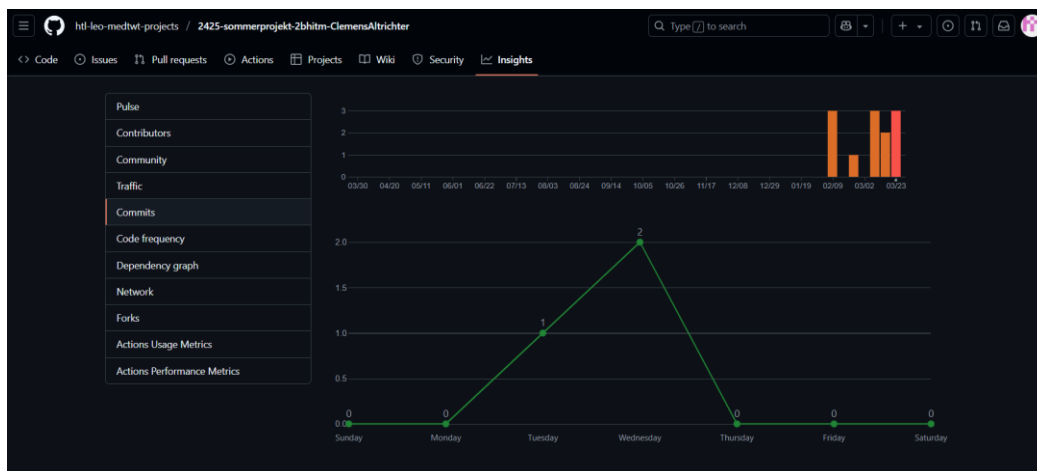 htl-leo-medtwt-projects / 2425-sommerprojekt-2bhitm-ClemensAltrichter
Type / to search
Code Issues Pull requests Actions Projects Wiki Security Insights
Pulse
Contributors
Community
Traffic
Commits
Code frequency
Dependency graph
Network
Forks
Actions Usage Metrics
Actions Performance Metrics
3
2
1
0
03/30 04/20 05/11 06/01 06/22 07/13 08/03 08/24 09/14 10/05 10/26 11/17 12/08 12/29 01/19 02/09 03/02 03/23
2.0
1.5
1.0
0.5
0.0
0 0 1 2 0 0 0
Sunday Monday Tuesday Wednesday Thursday Friday Saturday